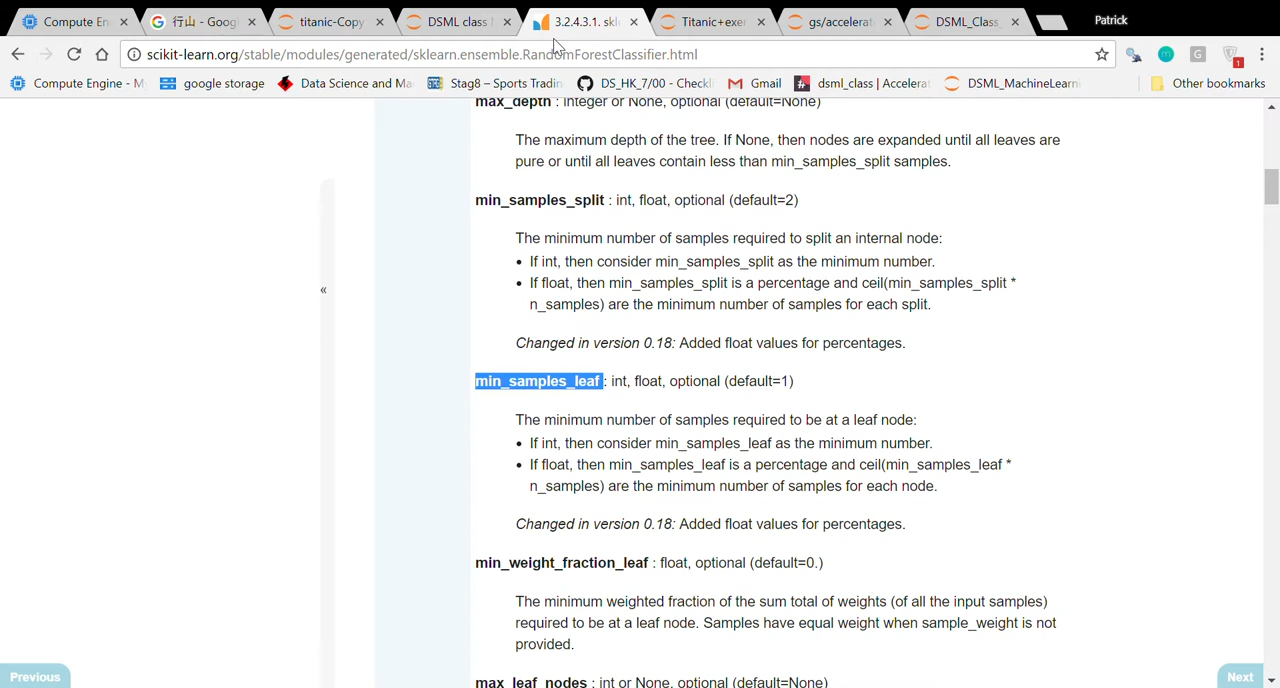 Compute En
行山 - Goog
titanic-Copy
DSML class
3.2.4.3.1. skl
Titanic+exer
gs/accelerat
DSML_Class_
Patrick
scikit-learn.org/stable/modules/generated/sklearn.ensemble.RandomForestClassifier.html
G
1
Compute Engine - M
google storage
Data Science and Ma
Stag8 – Sports Tradin
DS_HK_7/00 - Checkl
Gmail
dsml_class | Accelerat
DSML_MachineLearni
Other bookmarks
max_depth : integer or None, optional (default=None)
The maximum depth of the tree. If None, then nodes are expanded until all leaves are
pure or until all leaves contain less than min_samples_split samples.
min_samples_split : int, float, optional (default=2)
The minimum number of samples required to split an internal node:
• If int, then consider min_samples_split as the minimum number.
• If float, then min_samples_split is a percentage and ceil(min_samples_split *
n_samples) are the minimum number of samples for each split.
Changed in version 0.18: Added float values for percentages.
«
min_samples_leaf : int, float, optional (default=1)
The minimum number of samples required to be at a leaf node:
• If int, then consider min_samples_leaf as the minimum number.
• If float, then min_samples_leaf is a percentage and ceil(min_samples_leaf *
n_samples) are the minimum number of samples for each node.
Changed in version 0.18: Added float values for percentages.
min_weight_fraction_leaf : float, optional (default=0.)
The minimum weighted fraction of the sum total of weights (of all the input samples)
required to be at a leaf node. Samples have equal weight when sample_weight is not
provided.
Previous
Next
max_leaf_nodes : int or None, optional (default=None)